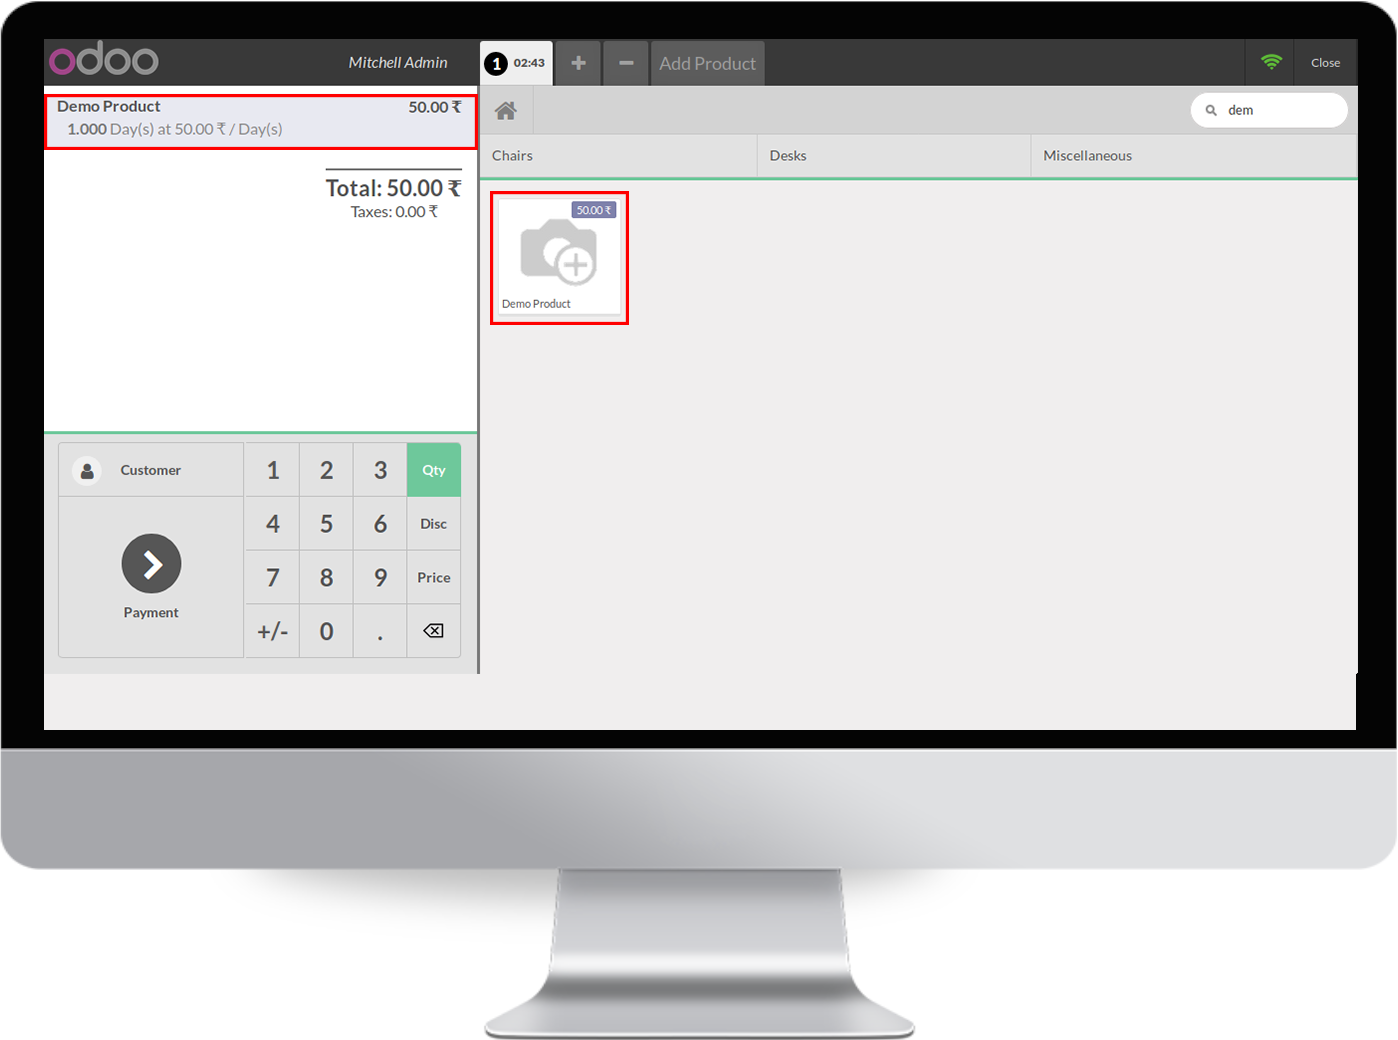 odoo
Mitchell Admin
1 02:43
+
−
Add Product
Close
Demo Product 50.00 ₹
1.000 Day(s) at 50.00 ₹ / Day(s)
Total: 50.00 ₹
Taxes: 0.00 ₹
dem
Chairs Desks Miscellaneous
50.00 ₹
Demo Product
Customer
Payment
1 2 3 Qty
4 5 6 Disc
7 8 9 Price
+/- 0 .